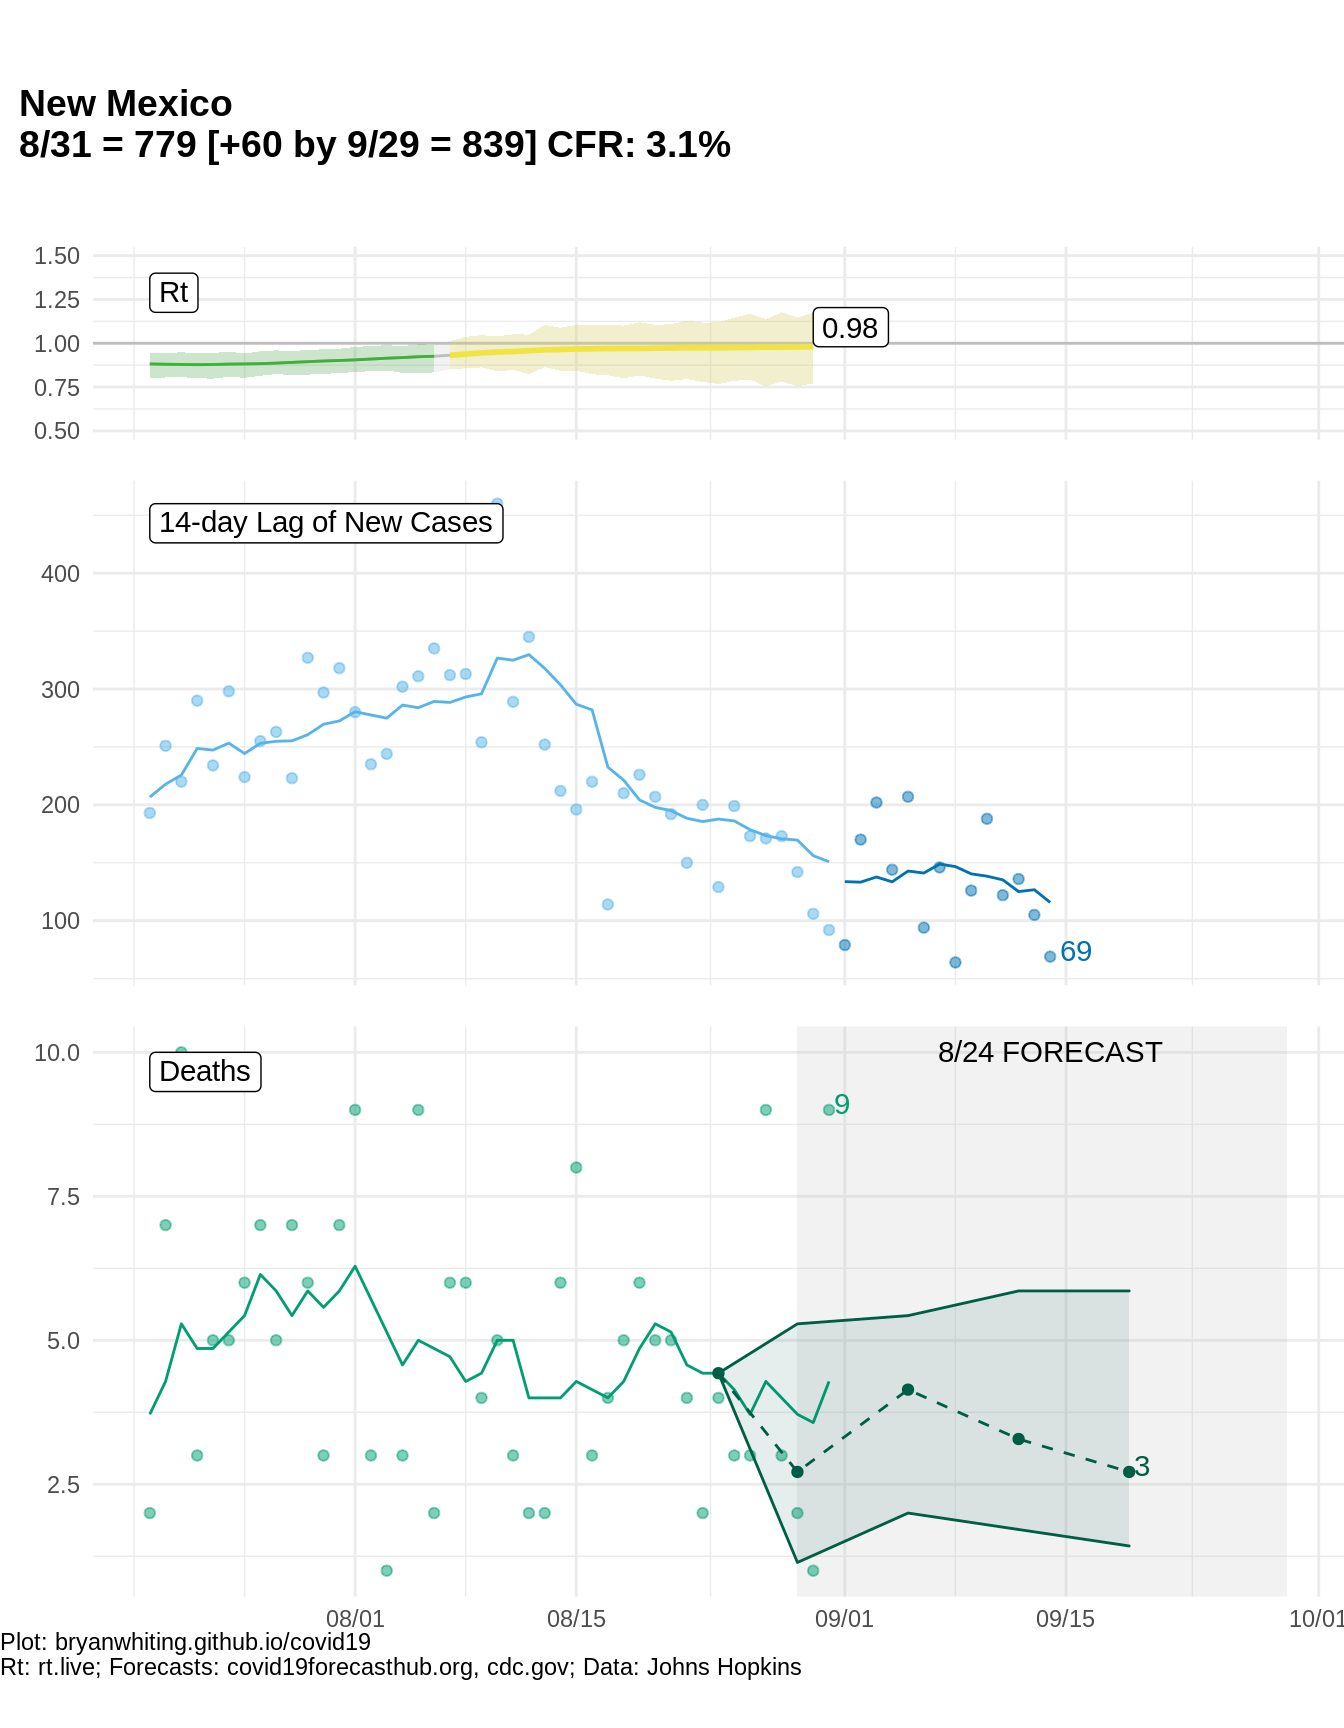 New Mexico
8/31 = 779 [+60 by 9/29 = 839] CFR: 3.1%
1.50
1.25
1.00
0.75
0.50
Rt
0.98
14-day Lag of New Cases
400
300
200
100
69
10.0
7.5
5.0
2.5
Deaths
8/24 FORECAST
9
3
08/01 08/15 09/01 09/15 10/01
Plot: bryanwhiting.github.io/covid19
Rt: rt.live; Forecasts: covid19forecasthub.org, cdc.gov; Data: Johns Hopkins